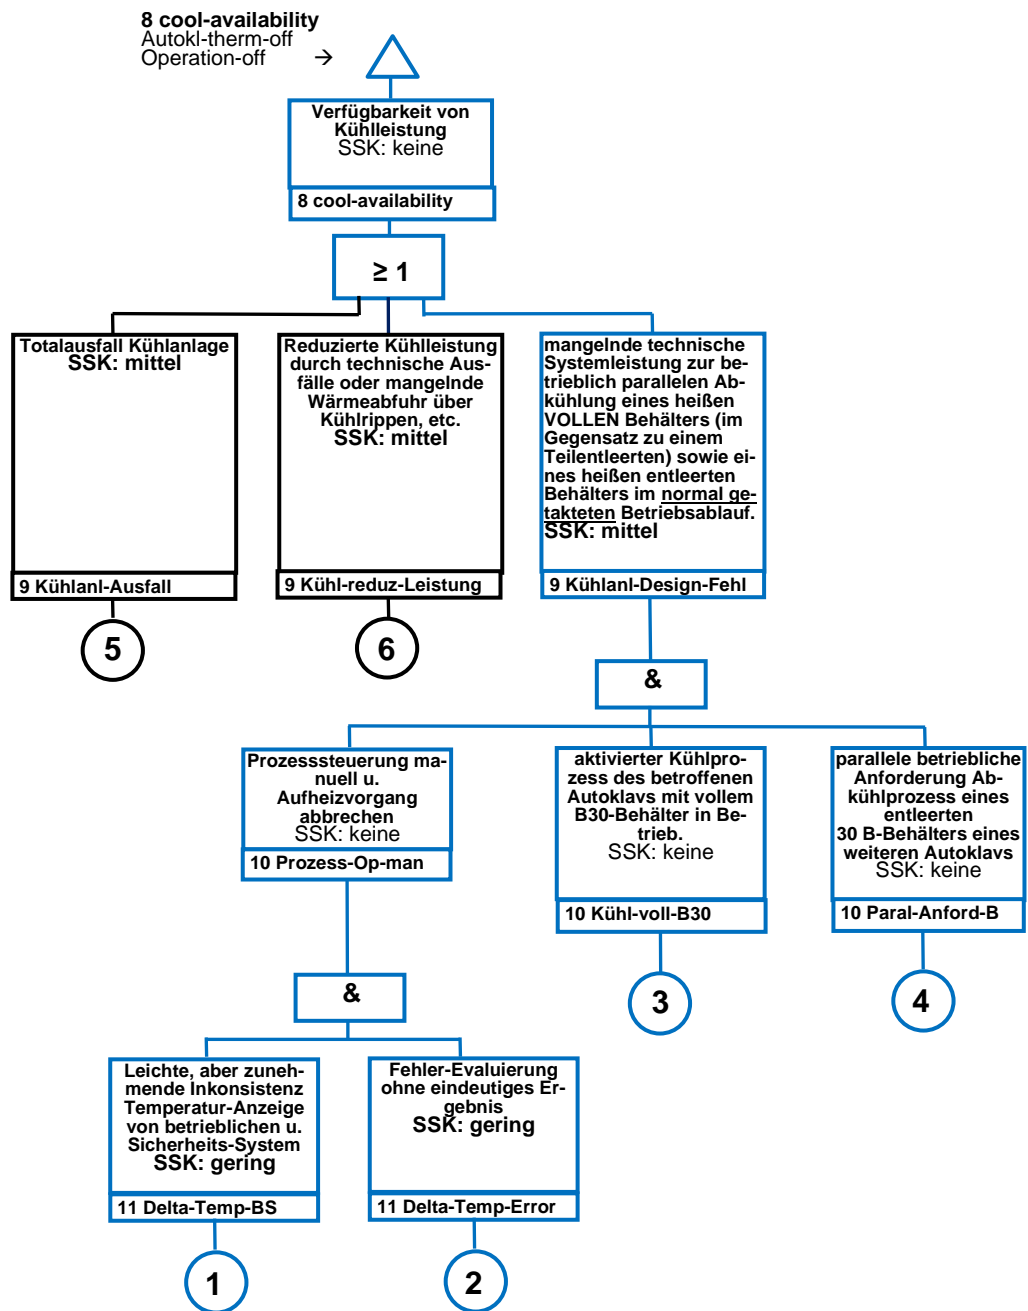 8 cool-availability
Autokl-therm-off
Operation-off →
Verfügbarkeit von
Kühlleistung
SSK: keine
8 cool-availability
≥ 1
Totalausfall Kühlanlage
SSK: mittel
9 Kühlanl-Ausfall
5
Reduzierte Kühlleistung
durch technische Aus-
fälle oder mangelnde
Wärmeabfuhr über
Kühlrippen, etc.
SSK: mittel
9 Kühl-reduz-Leistung
6
mangelnde technische
Systemleistung zur be-
trieblich parallelen Ab-
kühlung eines heißen
VOLLEN Behälters (im
Gegensatz zu einem
Teilentleerten) sowie ei-
nes heißen entleerten
Behälters im normal ge-
takteten Betriebsablauf.
SSK: mittel
9 Kühlanl-Design-Fehl
&
Prozesssteuerung ma-
nuell u.
Aufheizvorgang
abbrechen
SSK: keine
10 Prozess-Op-man
aktivierter Kühlpro-
zess des betroffenen
Autoklavs mit vollem
B30-Behälter in Be-
trieb.
SSK: keine
10 Kühl-voll-B30
3
parallele betriebliche
Anforderung Ab-
kühlprozess eines
entleerten
30 B-Behälters eines
weiteren Autoklavs
SSK: keine
10 Paral-Anford-B
4
&
Leichte, aber zuneh-
mende Inkonsistenz
Temperatur-Anzeige
von betrieblichen u.
Sicherheits-System
SSK: gering
11 Delta-Temp-BS
1
Fehler-Evaluierung
ohne eindeutiges Er-
gebnis
SSK: gering
11 Delta-Temp-Error
2